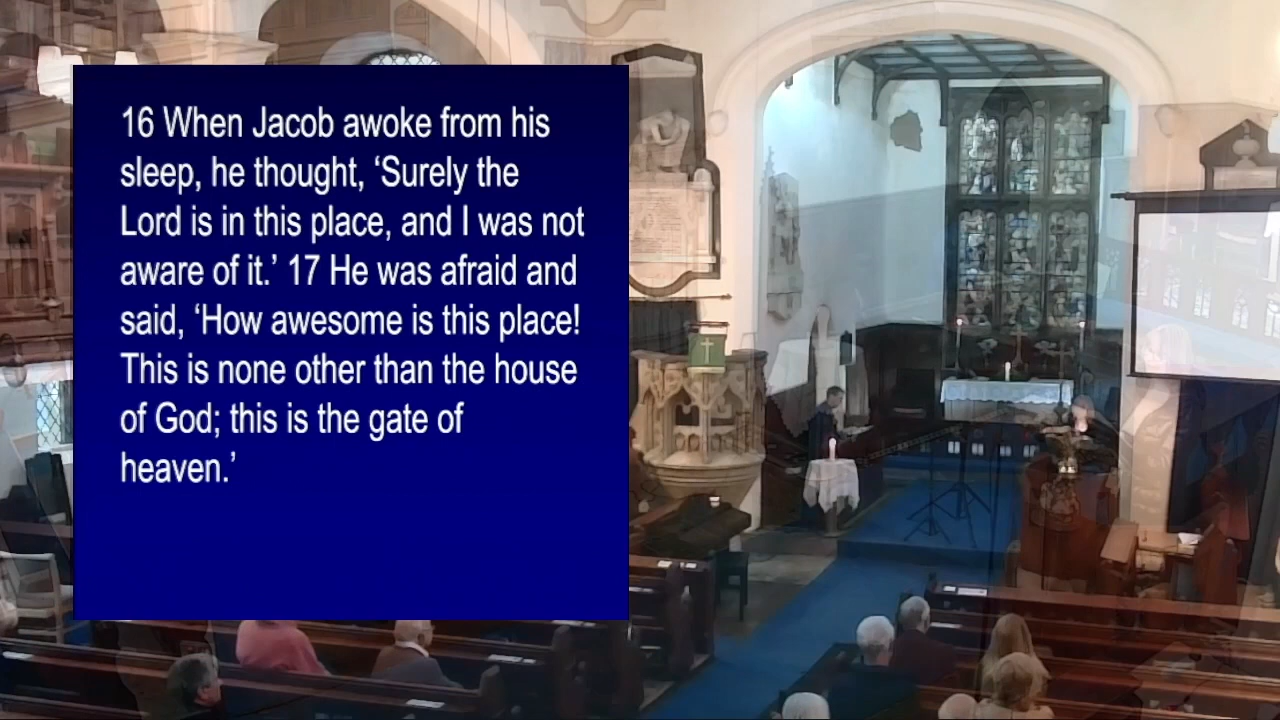 16 When Jacob awoke from his
sleep, he thought, ‘Surely the
Lord is in this place, and I was not
aware of it.’ 17 He was afraid and
said, ‘How awesome is this place!
This is none other than the house
of God; this is the gate of
heaven.’